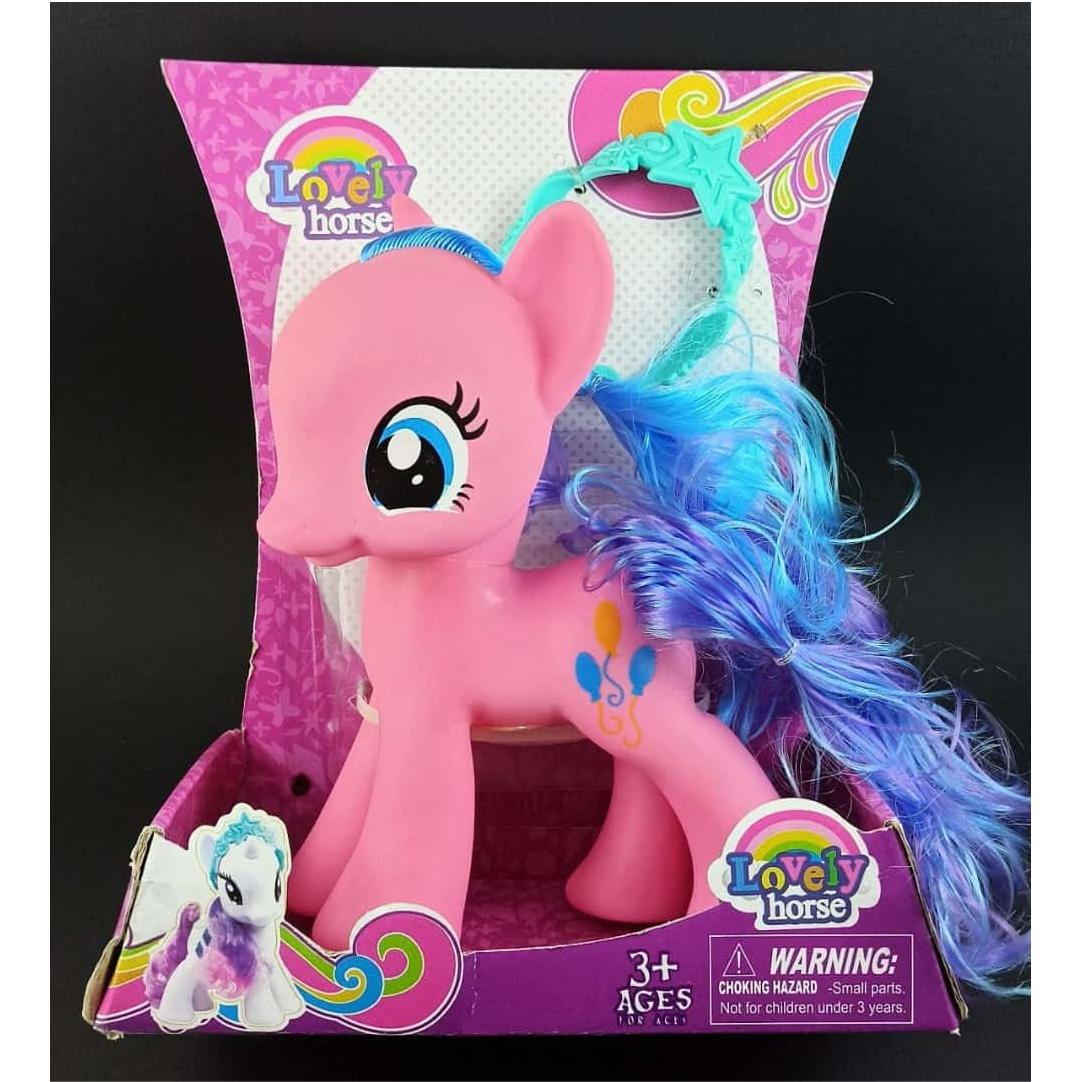 Lovely
horse
Lovely
horse
3+
AGES
FOR AGES
WARNING:
CHOKING HAZARD -Small parts.
Not for children under 3 years.